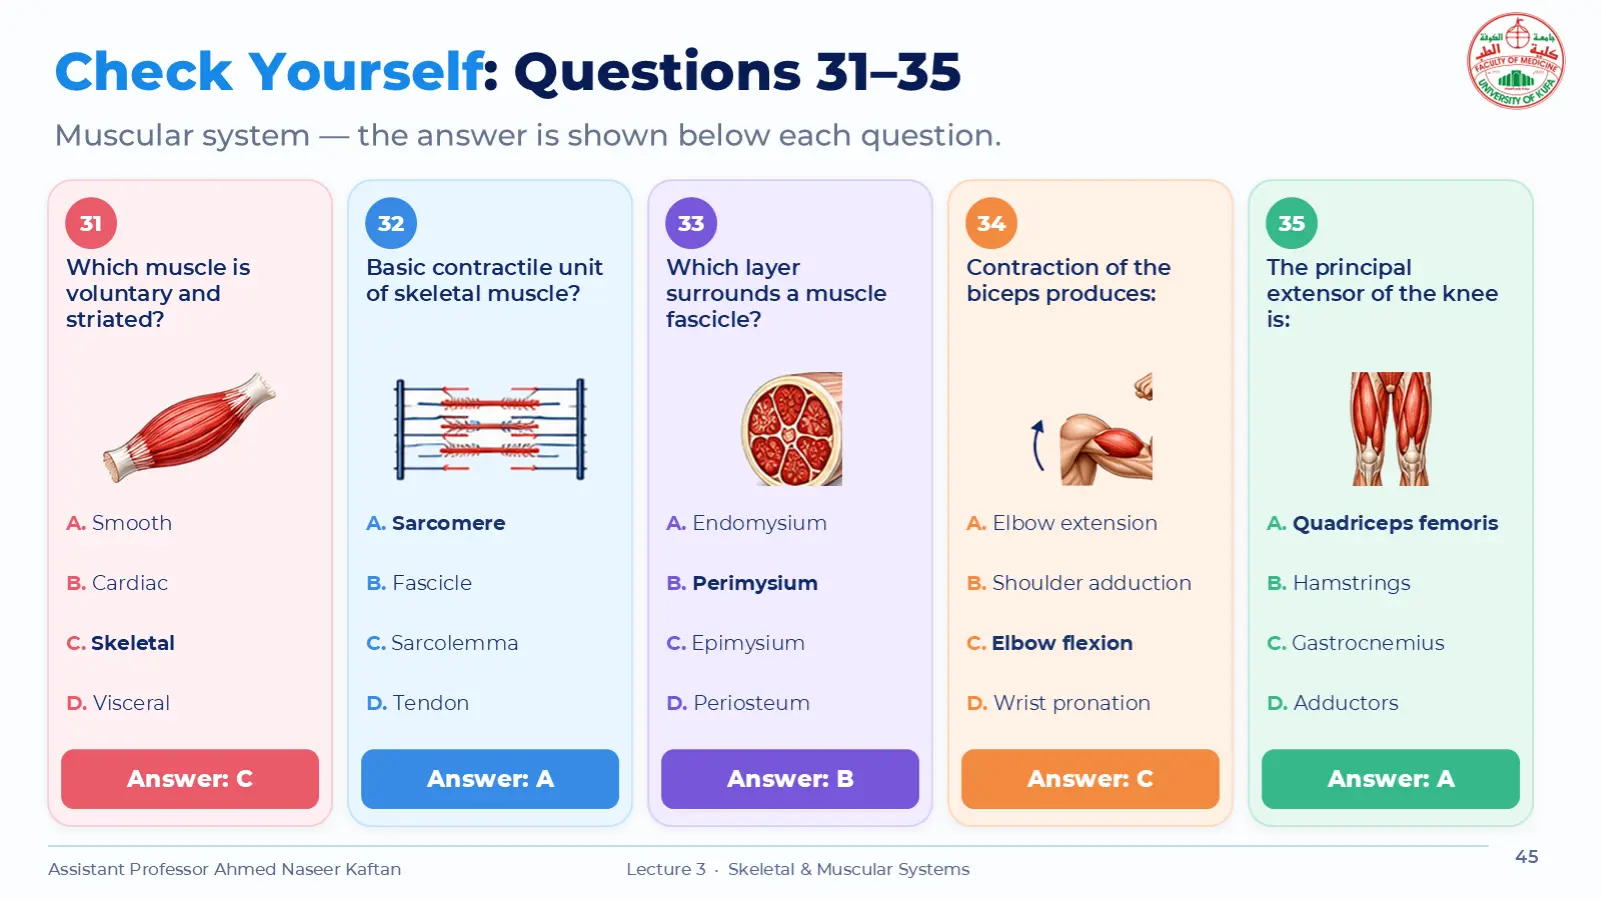 Check Yourself: Questions 31–35
جامعة الكوفة
كلية الطب
FACULTY OF MEDICINE
UNIVERSITY OF KUFA
Muscular system — the answer is shown below each question.
31
Which muscle is
voluntary and
striated?
A. Smooth
B. Cardiac
C. Skeletal
D. Visceral
Answer: C
32
Basic contractile unit
of skeletal muscle?
A. Sarcomere
B. Fascicle
C. Sarcolemma
D. Tendon
Answer: A
33
Which layer
surrounds a muscle
fascicle?
A. Endomysium
B. Perimysium
C. Epimysium
D. Periosteum
Answer: B
34
Contraction of the
biceps produces:
A. Elbow extension
B. Shoulder adduction
C. Elbow flexion
D. Wrist pronation
Answer: C
35
The principal
extensor of the knee
is:
A. Quadriceps femoris
B. Hamstrings
C. Gastrocnemius
D. Adductors
Answer: A
Assistant Professor Ahmed Naseer Kaftan
Lecture 3 · Skeletal & Muscular Systems
45